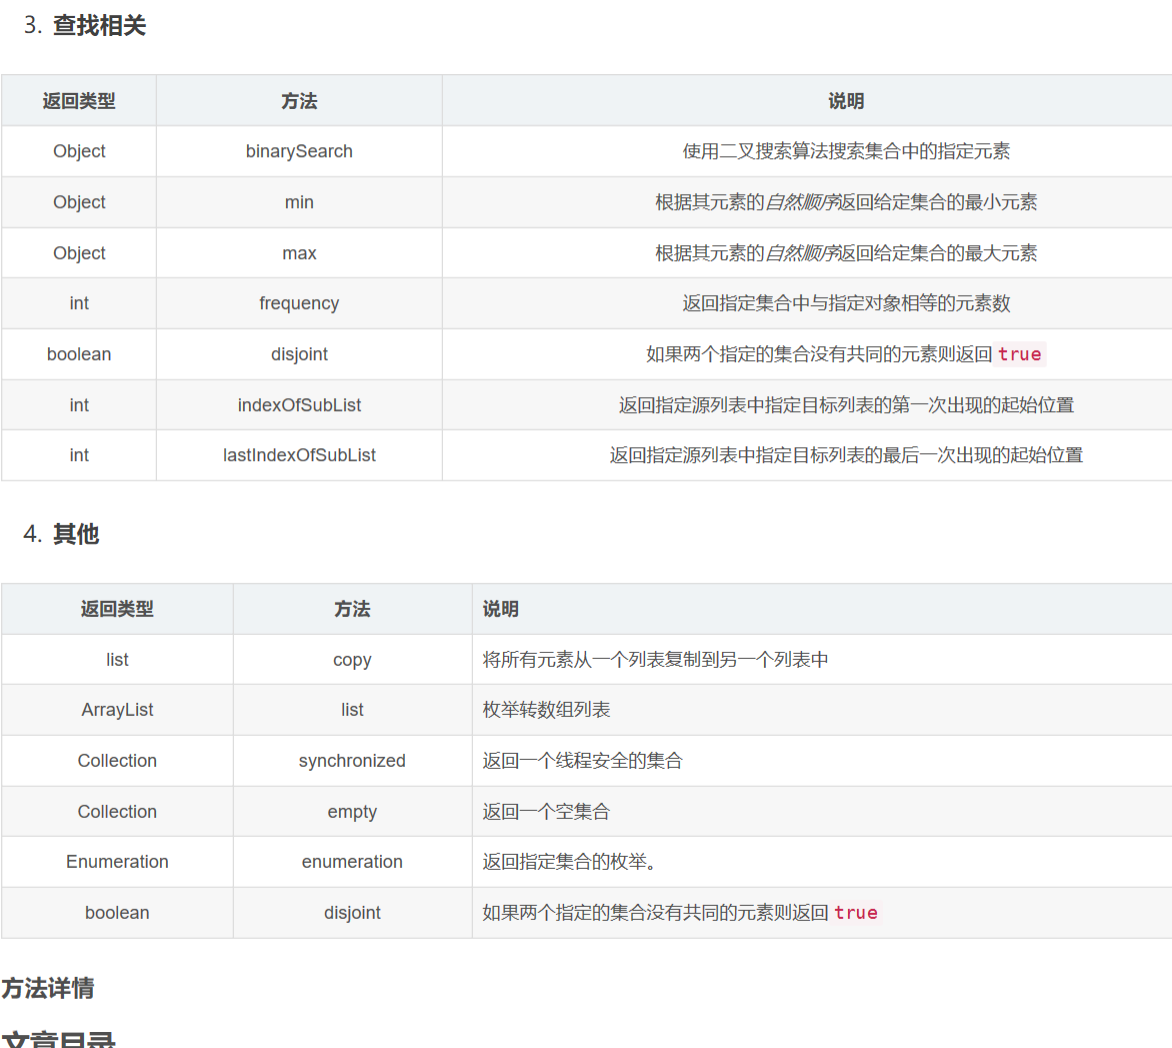 3. 查找相关
返回类型 方法 说明
Object binarySearch 使用二叉搜索算法搜索集合中的指定元素
Object min 根据其元素的自然顺序返回给定集合的最小元素
Object max 根据其元素的自然顺序返回给定集合的最大元素
int frequency 返回指定集合中与指定对象相等的元素数
boolean disjoint 如果两个指定的集合没有共同的元素则返回 true
int indexOfSubList 返回指定源列表中指定目标列表的第一次出现的起始位置
int lastIndexOfSubList 返回指定源列表中指定目标列表的最后一次出现的起始位置
4. 其他
返回类型 方法 说明
list copy 将所有元素从一个列表复制到另一个列表中
ArrayList list 枚举转数组列表
Collection synchronized 返回一个线程安全的集合
Collection empty 返回一个空集合
Enumeration enumeration 返回指定集合的枚举。
boolean disjoint 如果两个指定的集合没有共同的元素则返回 true
方法详情
文章目录